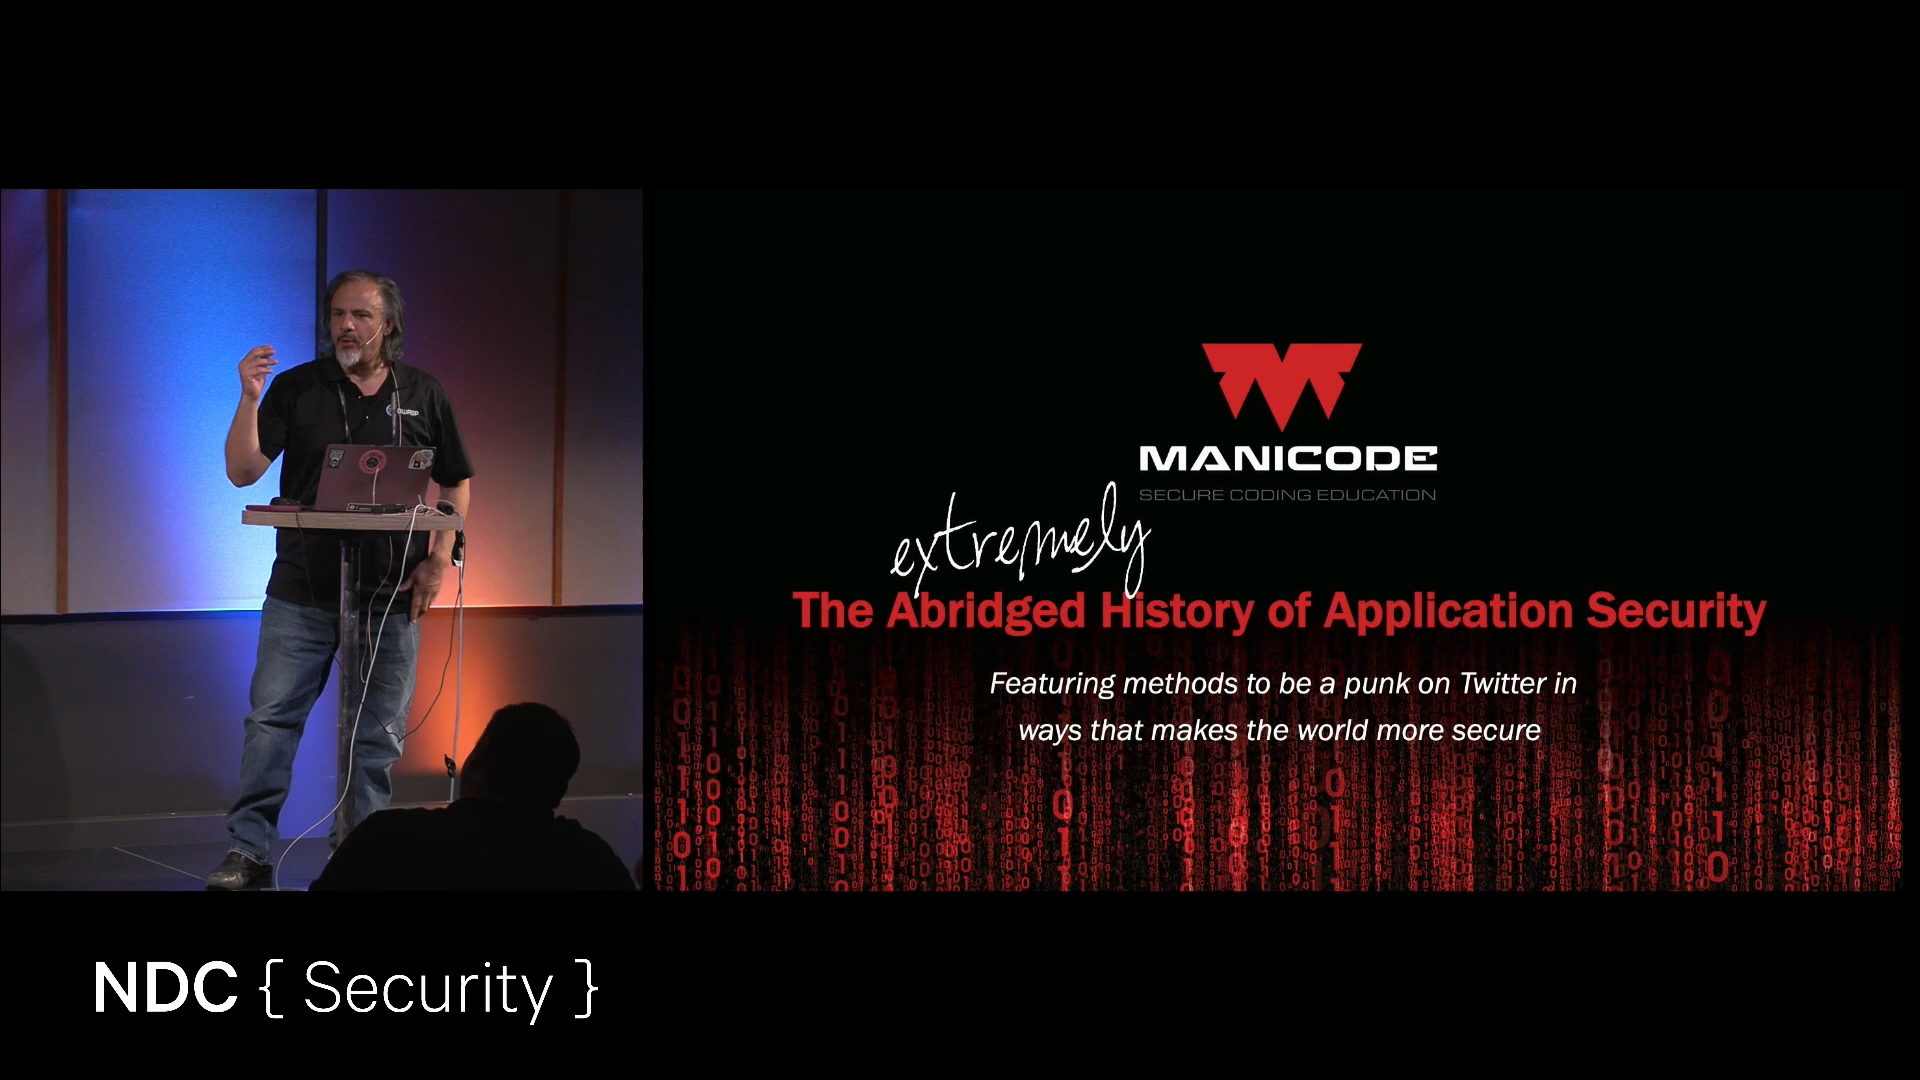 OWASP
MANICODE
SECURE CODING EDUCATION
extremely
The Abridged History of Application Security
Featuring methods to be a punk on Twitter in
ways that makes the world more secure
NDC { Security }